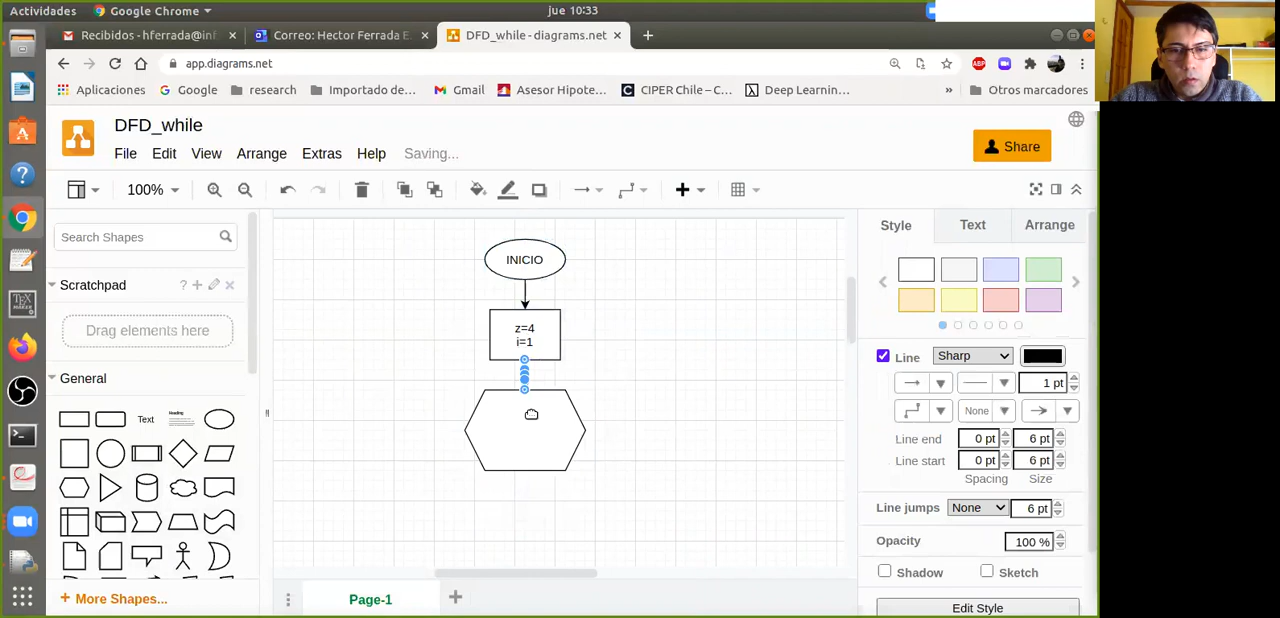 Actividades
Google Chrome
jue 10:33
Recibidos - hferrada@inf
Correo: Hector Ferrada E.
DFD_while - diagrams.net
app.diagrams.net
ABP
Aplicaciones
Google
research
Importado de...
Gmail
Asesor Hipote...
CIPER Chile – C...
Deep Learnin...
»
Otros marcadores
DFD_while
Share
File
Edit
View
Arrange
Extras
Help
Saving...
100%
Search Shapes
Scratchpad
Drag elements here
General
Text
Heading
More Shapes...
INICIO
z=4
i=1
Page-1
Style
Text
Arrange
Line
Sharp
1 pt
None
Line end
0 pt
6 pt
Line start
0 pt
6 pt
Spacing
Size
Line jumps
None
6 pt
Opacity
100 %
Shadow
Sketch
Edit Style